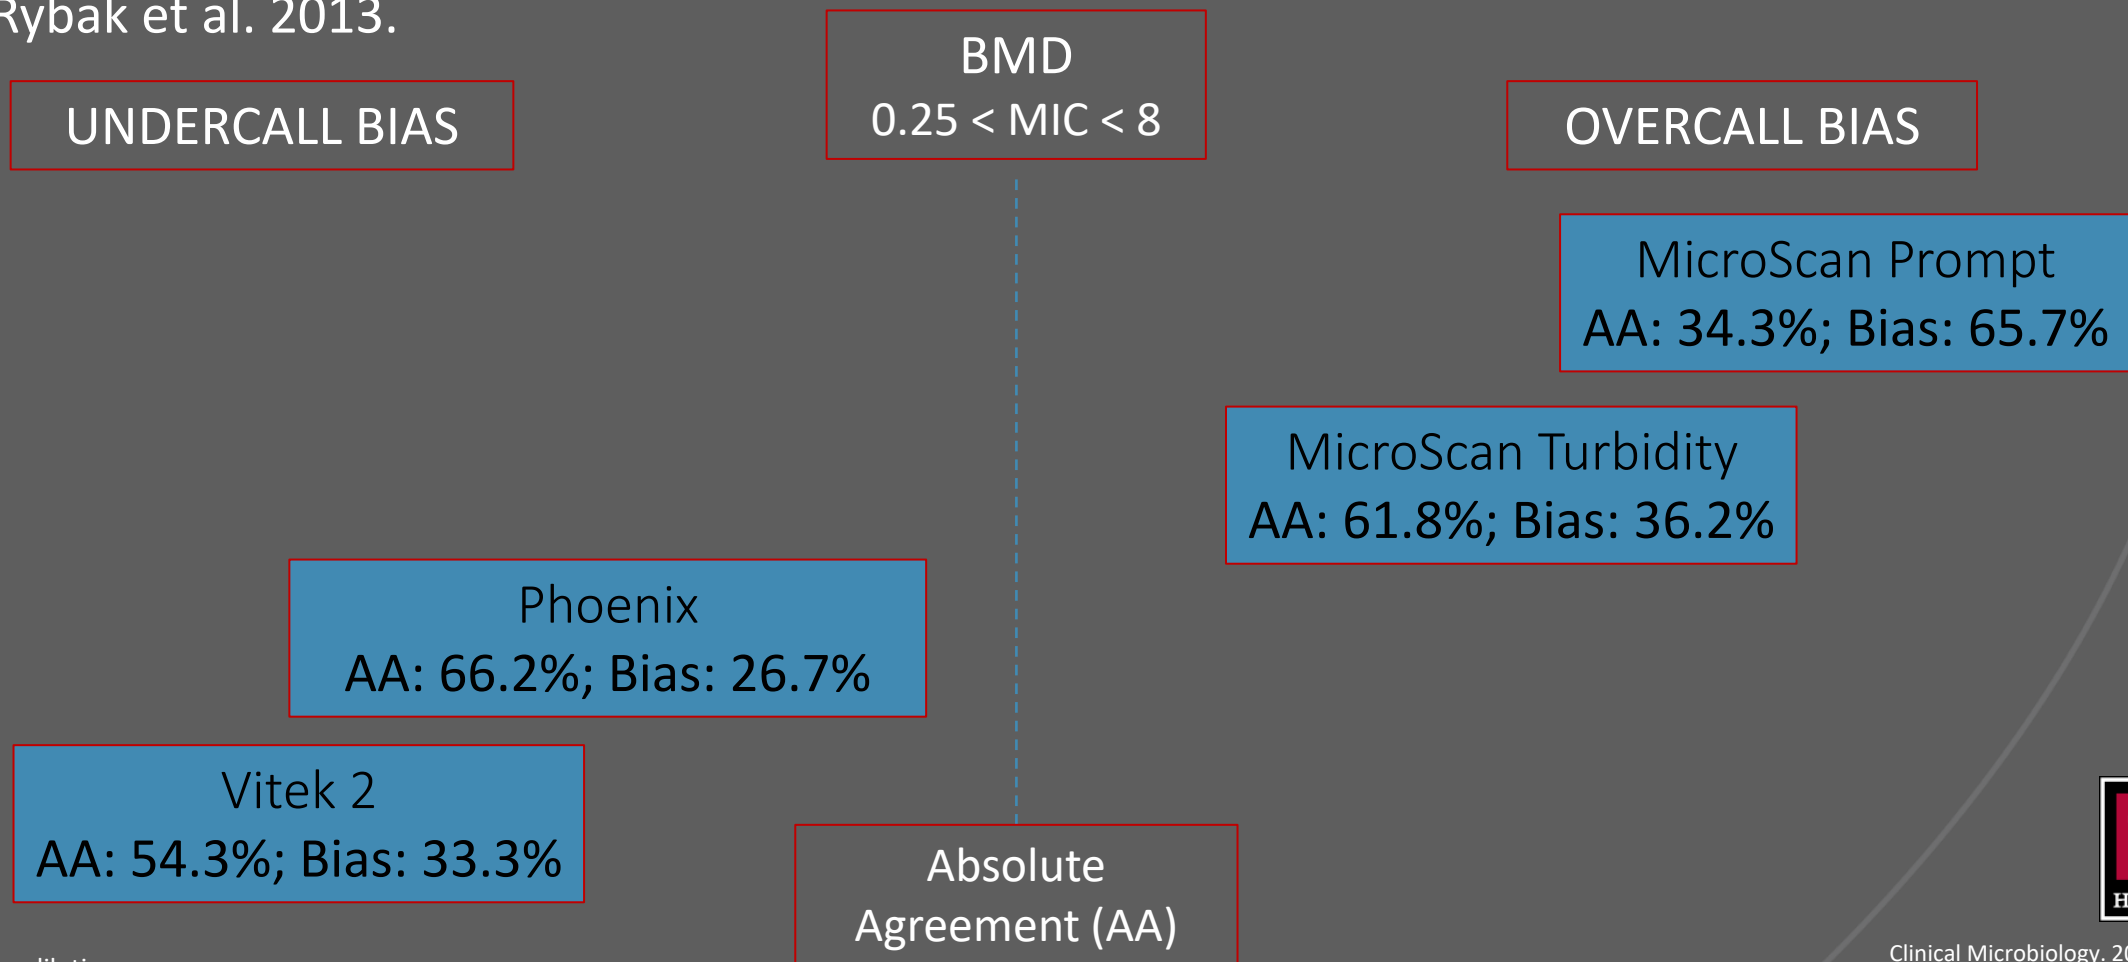 Rybak et al. 2013.
BMD
0.25 < MIC < 8
UNDERCALL BIAS
OVERCALL BIAS
MicroScan Prompt
AA: 34.3%; Bias: 65.7%
MicroScan Turbidity
AA: 61.8%; Bias: 36.2%
Phoenix
AA: 66.2%; Bias: 26.7%
Vitek 2
AA: 54.3%; Bias: 33.3%
Absolute
Agreement (AA)
Clinical Microbiology.